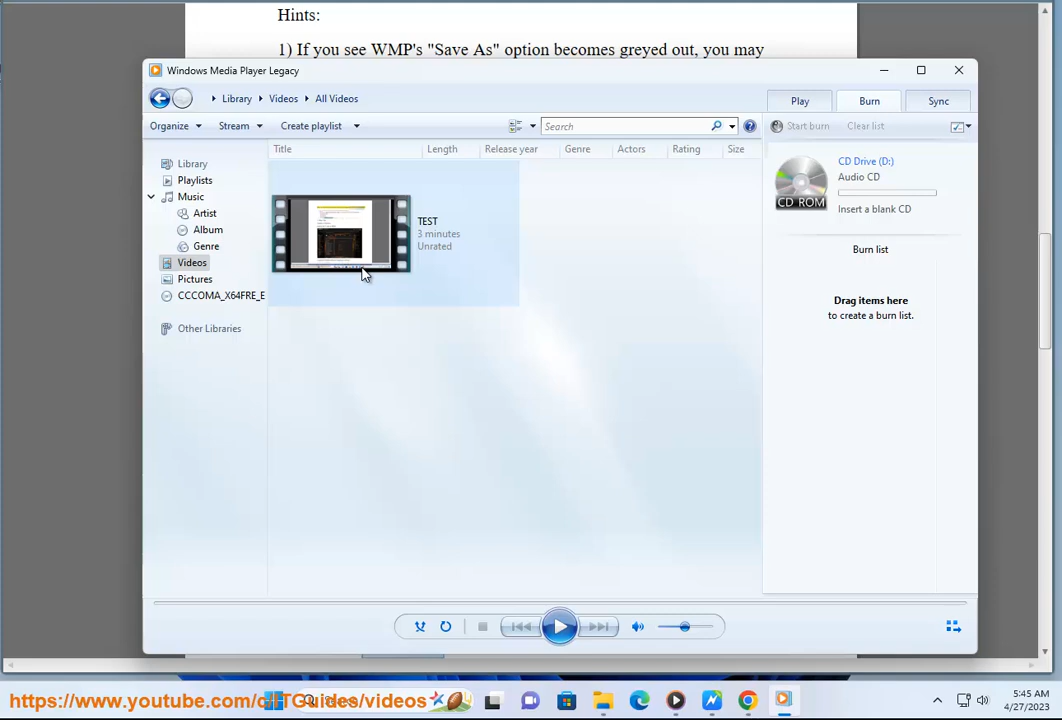 Hints:
1) If you see WMP's "Save As" option becomes greyed out, you may
Windows Media Player Legacy
Library Videos All Videos
Play Burn Sync
Organize Stream Create playlist Search Start burn Clear list
Title Length Release year Genre Actors Rating Size
Library
Playlists
Music
Artist
Album
Genre
Videos
Pictures
CCCOMA_X64FRE_E
Other Libraries
TEST
3 minutes
Unrated
CD Drive (D:)
Audio CD
CD ROM
Insert a blank CD
Burn list
Drag items here
to create a burn list.
https://www.youtube.com/c/ITGuides/videos
5:45 AM
4/27/2023